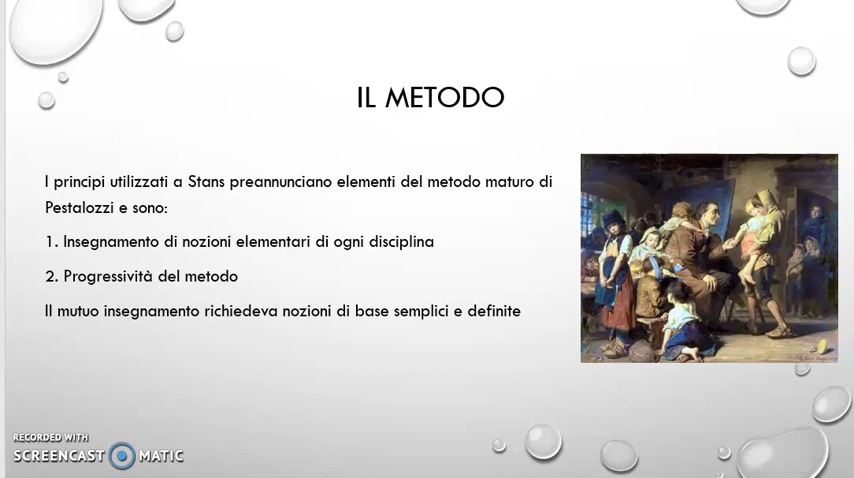 IL METODO
I principi utilizzati a Stans preannunciano elementi del metodo maturo di
Pestalozzi e sono:
1. Insegnamento di nozioni elementari di ogni disciplina
2. Progressività del metodo
Il mutuo insegnamento richiedeva nozioni di base semplici e definite
RECORDED WITH
SCREENCAST MATIC